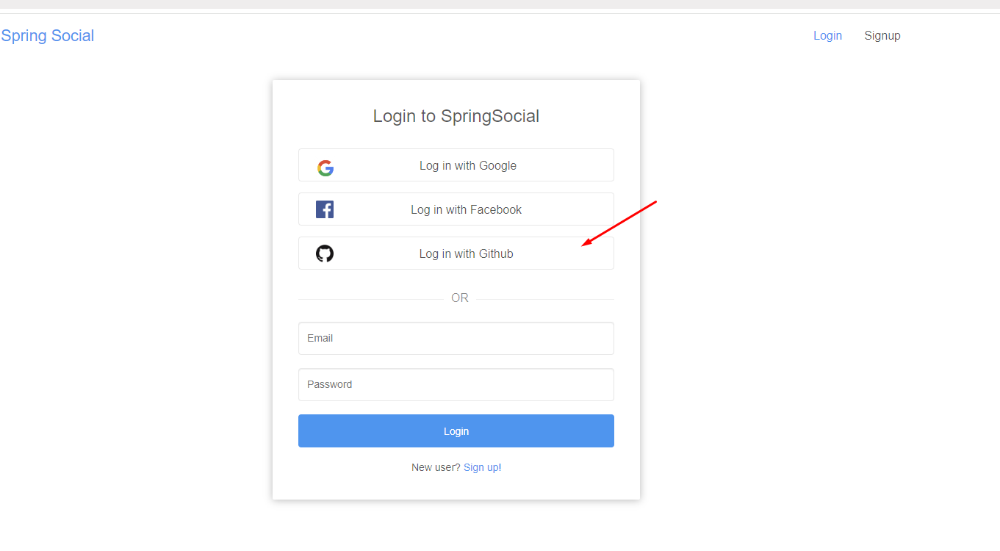 Spring Social
Login
Signup
Login to SpringSocial
Log in with Google
Log in with Facebook
Log in with Github
OR
Email
Password
Login
New user? Sign up!